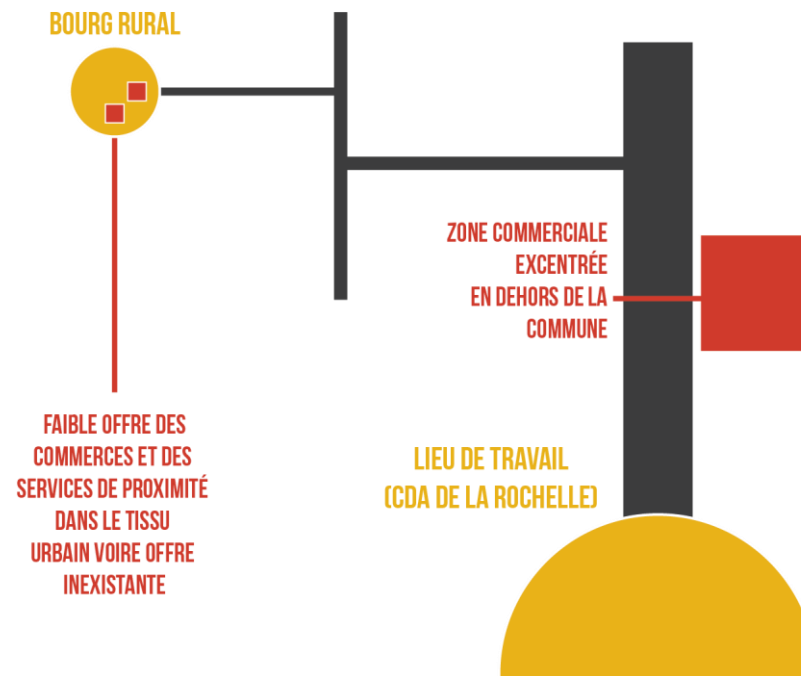 BOURG RURAL
ZONE COMMERCIALE
EXCENTRÉE
EN DEHORS DE LA
COMMUNE
FAIBLE OFFRE DES
COMMERCES ET DES
SERVICES DE PROXIMITÉ
DANS LE TISSU
URBAIN VOIRE OFFRE
INEXISTANTE
LIEU DE TRAVAIL
(CDA DE LA ROCHELLE)